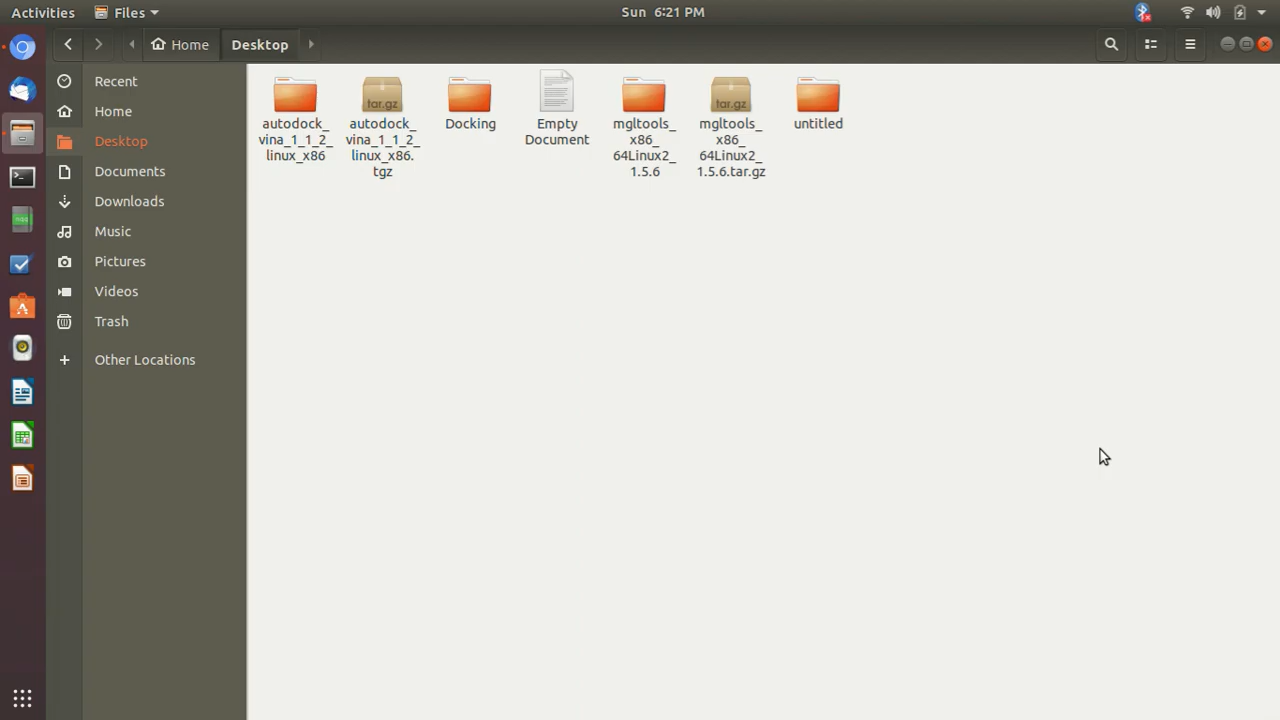 Activities
Files
Sun 6:21 PM
Home
Desktop
Recent
Home
Desktop
Documents
Downloads
Music
Pictures
Videos
Trash
Other Locations
autodock_
vina_1_1_2_
linux_x86
autodock_
vina_1_1_2_
linux_x86.
tgz
tar.gz
Docking
Empty
Document
mgltools_
x86_
64Linux2_
1.5.6
mgltools_
x86_
64Linux2_
1.5.6.tar.gz
tar.gz
untitled